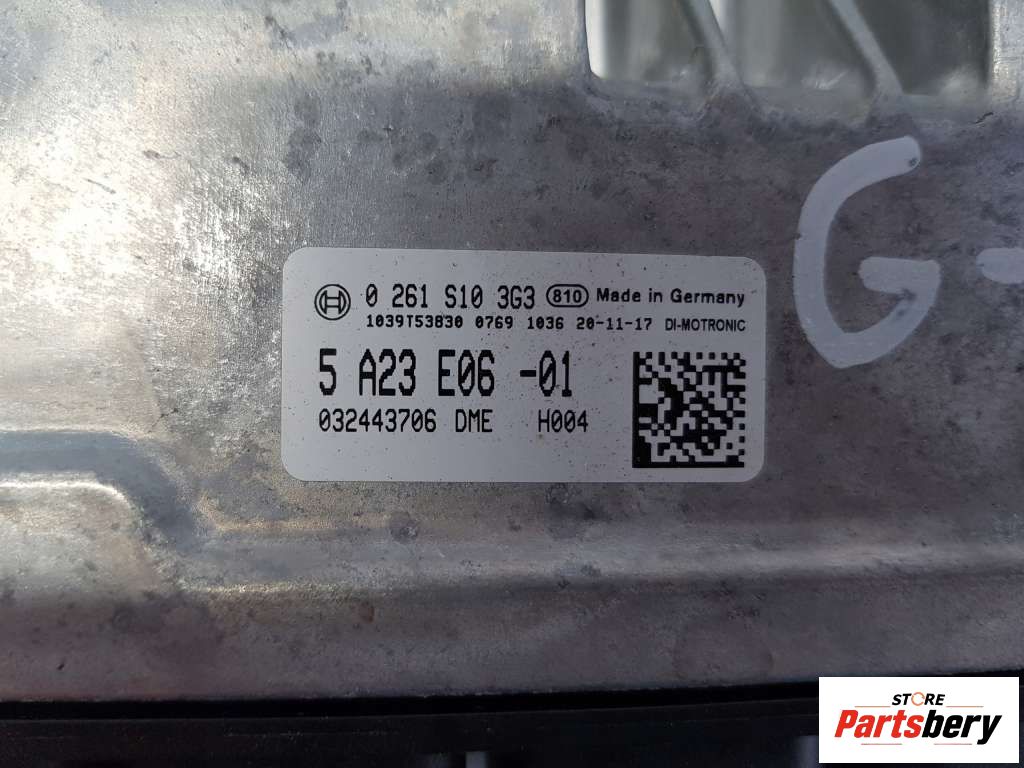 0 261 S10 3G3 810 Made in Germany
1039T53830 0769 1036 20-11-17 DI-MOTRONIC
5 A23 E06 -01
032443706 DME H004
G-
STORE
Partsbery